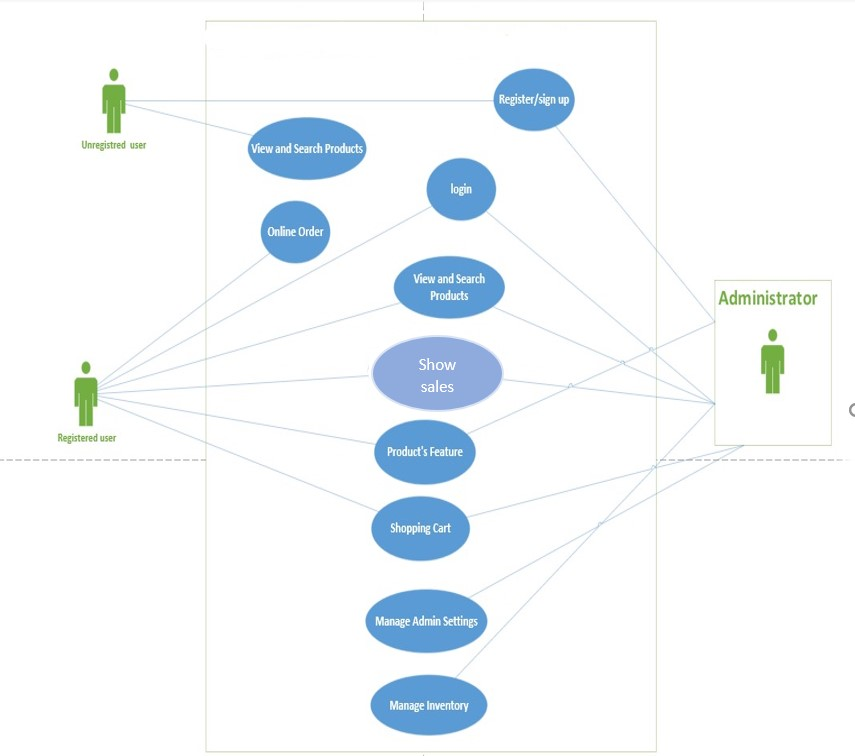 Register/sign up
Unregistred user
View and Search Products
login
Online Order
View and Search
Products
Administrator
Show
sales
Registered user
Product's Feature
Shopping Cart
Manage Admin Settings
Manage Inventory